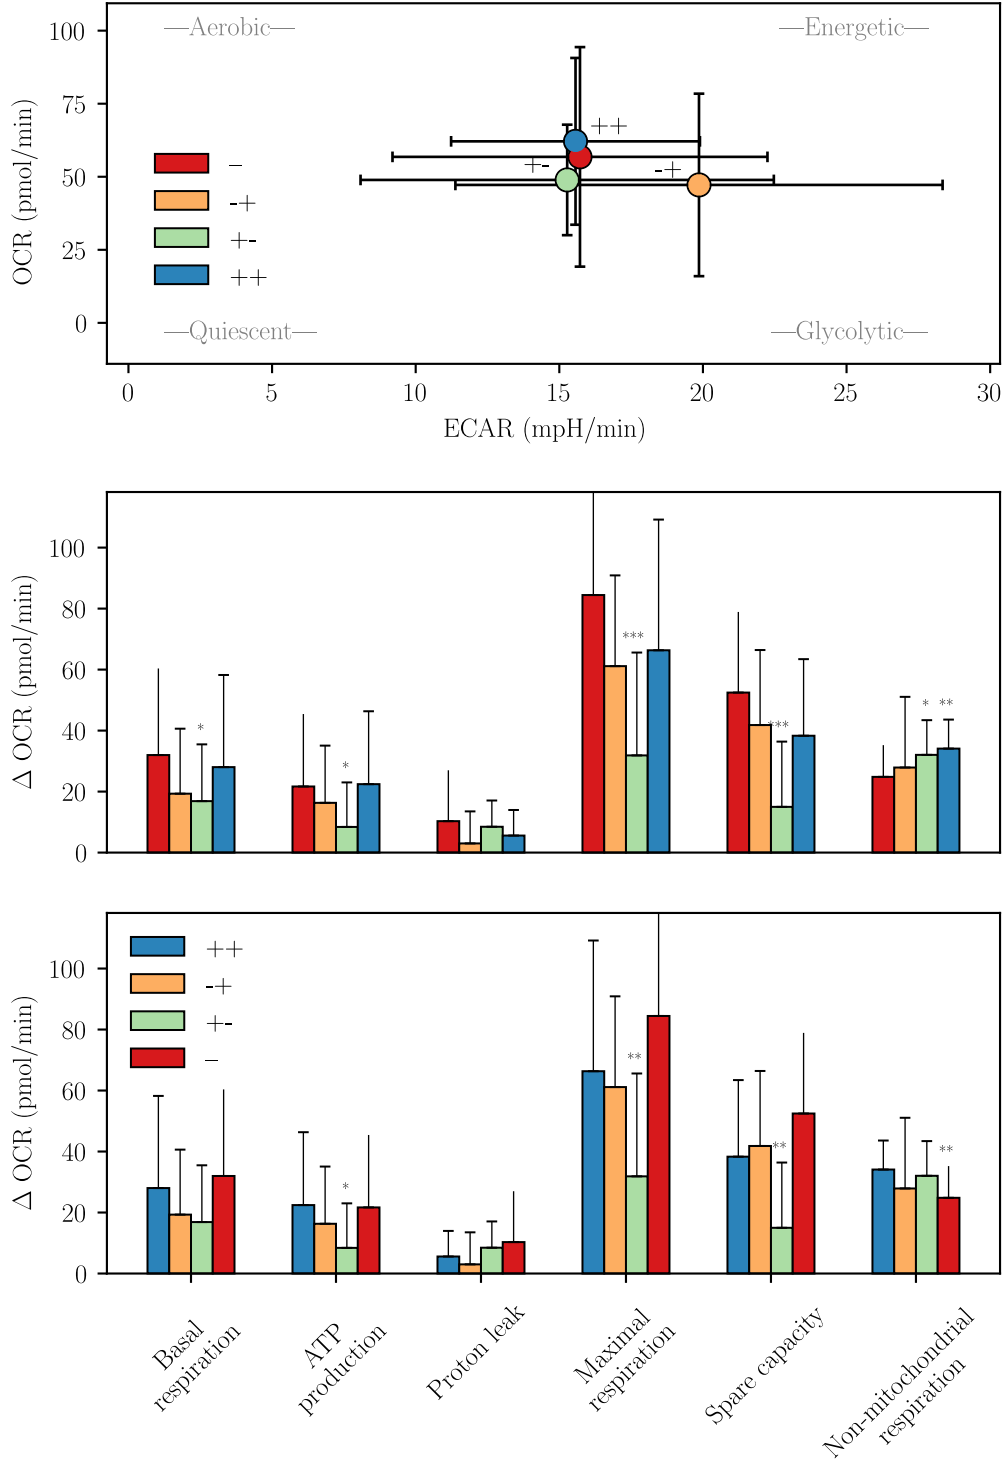 —Aerobic—
—Energetic—
100
75
50
25
0
OCR (pmol/min)
++
+-
-+
–
-+
+-
++
—Quiescent—
—Glycolytic—
0 5 10 15 20 25 30
ECAR (mpH/min)
100
80
60
40
20
0
Δ OCR (pmol/min)
*
*
***
***
*
**
++
-+
+-
–
100
80
60
40
20
0
Δ OCR (pmol/min)
*
**
**
**
Basal
respiration
ATP
production
Proton leak
Maximal
respiration
Spare capacity
Non-mitochondrial
respiration